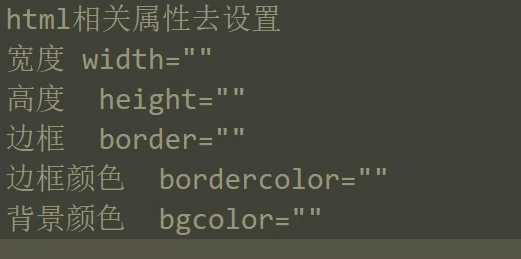 html相关属性去设置
宽度 width=""
高度  height=""
边框  border=""
边框颜色  bordercolor=""
背景颜色  bgcolor=""